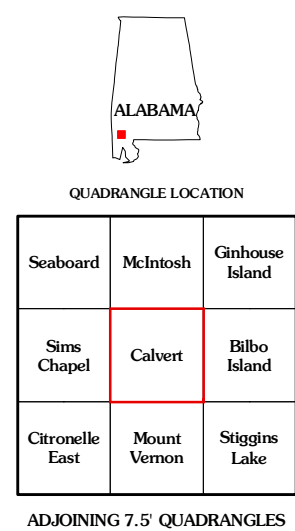 ALABAMA
QUADRANGLE LOCATION
Seaboard
McIntosh
Ginhouse
Island
Sims
Chapel
Calvert
Bilbo
Island
Citronelle
East
Mount
Vernon
Stiggins
Lake
ADJOINING 7.5' QUADRANGLES